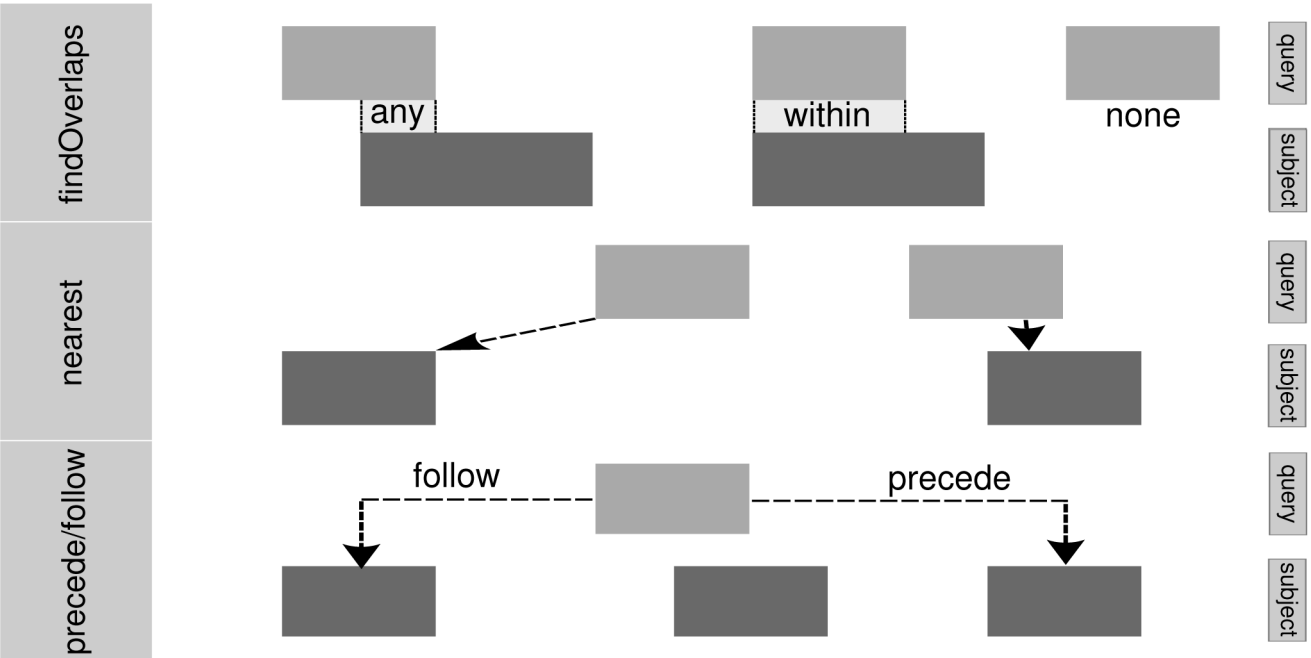 findOverlaps
any
within
none
query
subject
nearest
query
subject
precede/follow
follow
precede
query
subject